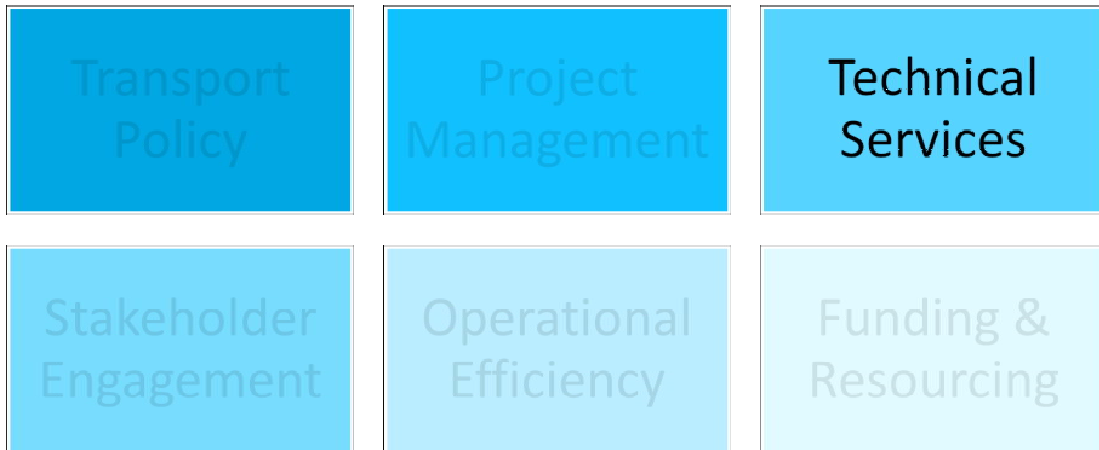 Transport
Policy
Project
Management
Technical
Services
Stakeholder
Engagement
Operational
Efficiency
Funding &
Resourcing